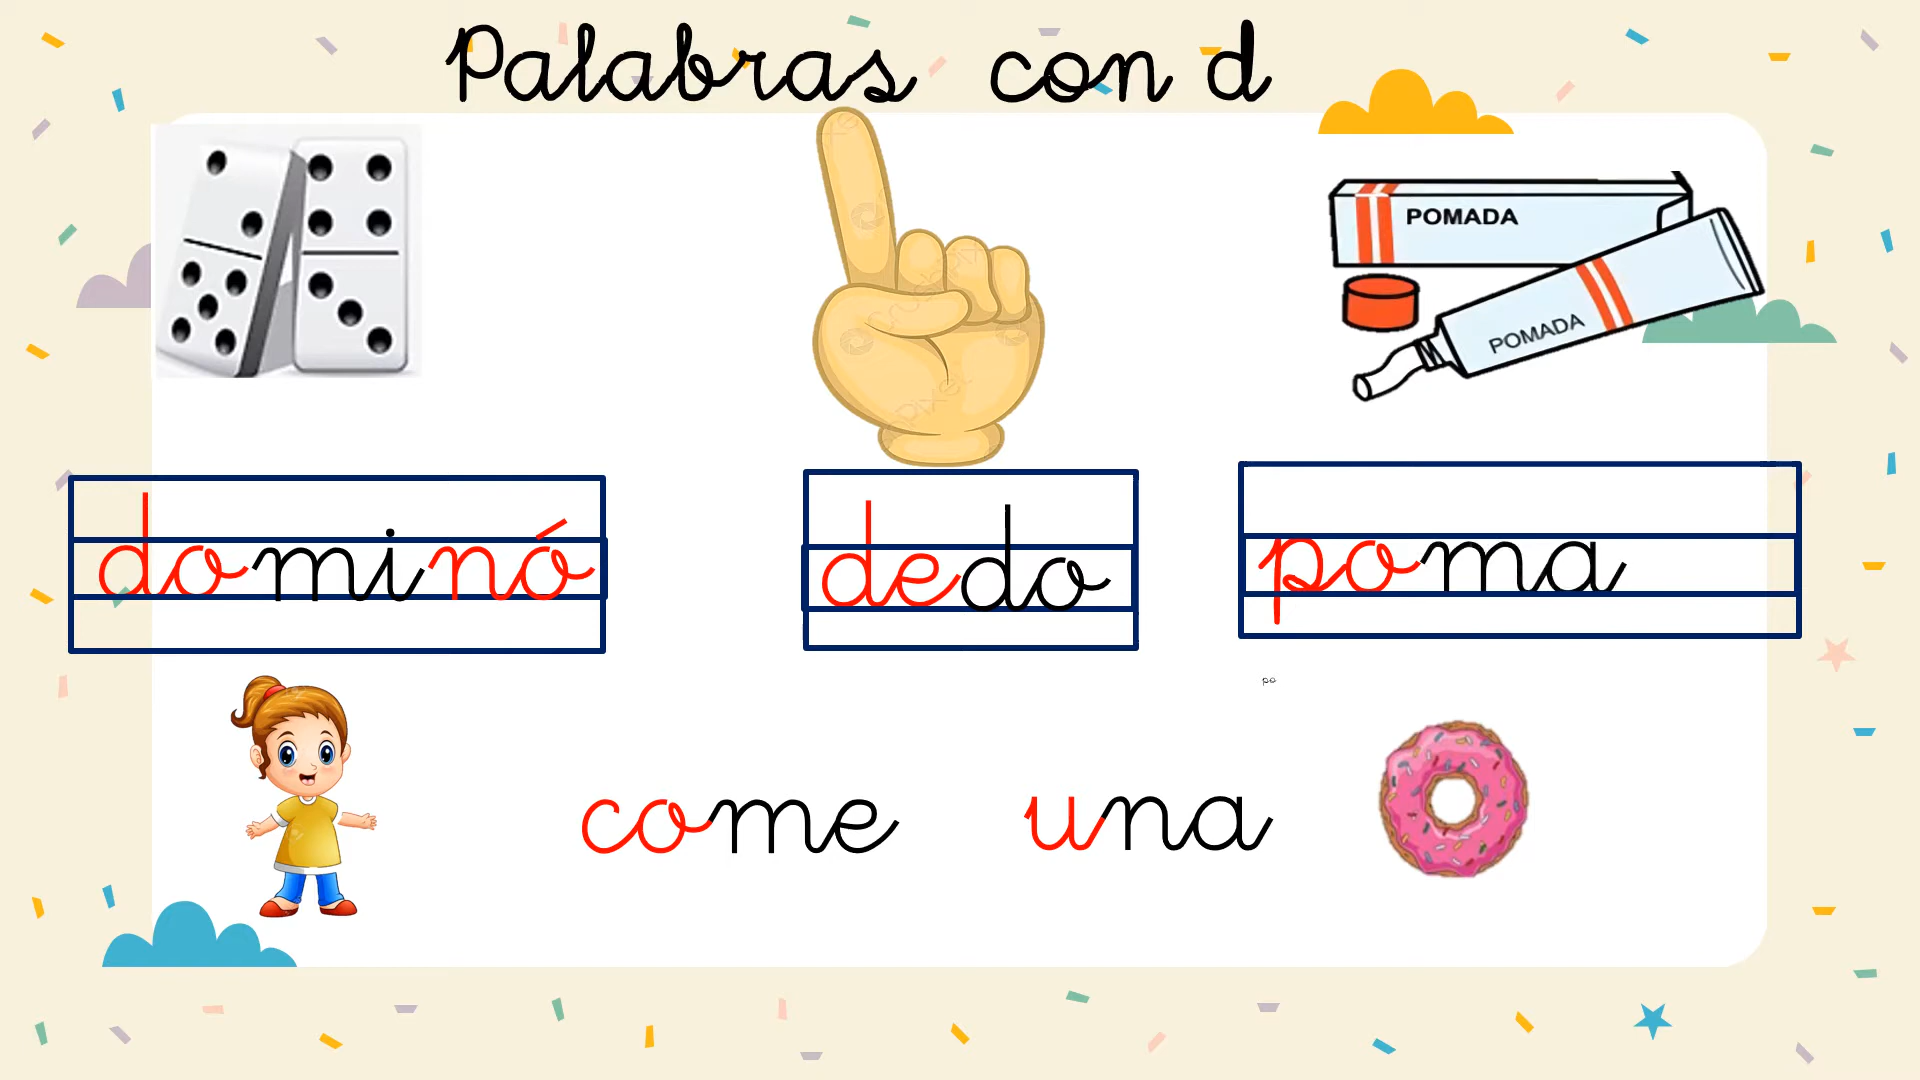 Palabras con d
POMADA
POMADA
dominó dedo poma
po
come una